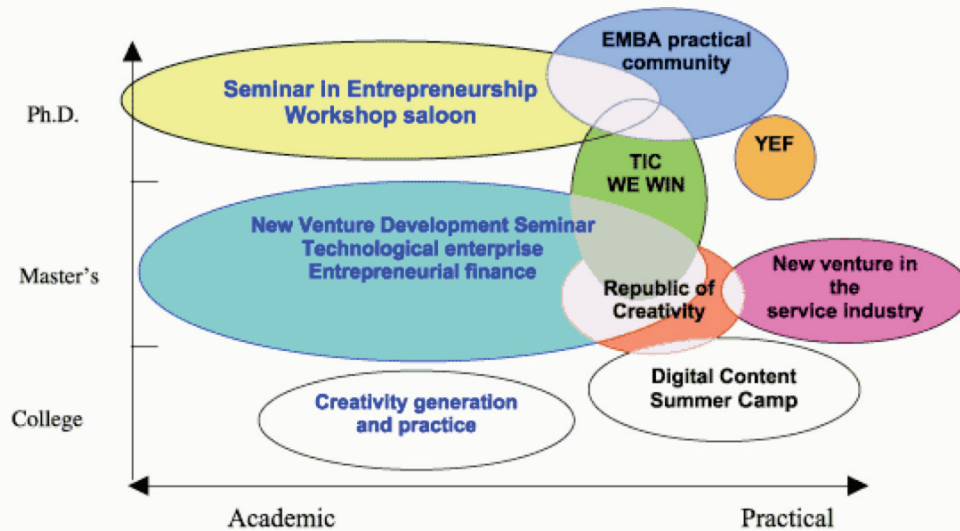 EMBA practical
community
Ph.D.
Seminar In Entrepreneurship
Workshop saloon
YEF
TIC
WE WIN
New Venture Development Seminar
Technological enterprise
Entrepreneurial finance
Master's
Republic of
Creativity
New venture in
the
service industry
College
Creativity generation
and practice
Digital Content
Summer Camp
Academic
Practical